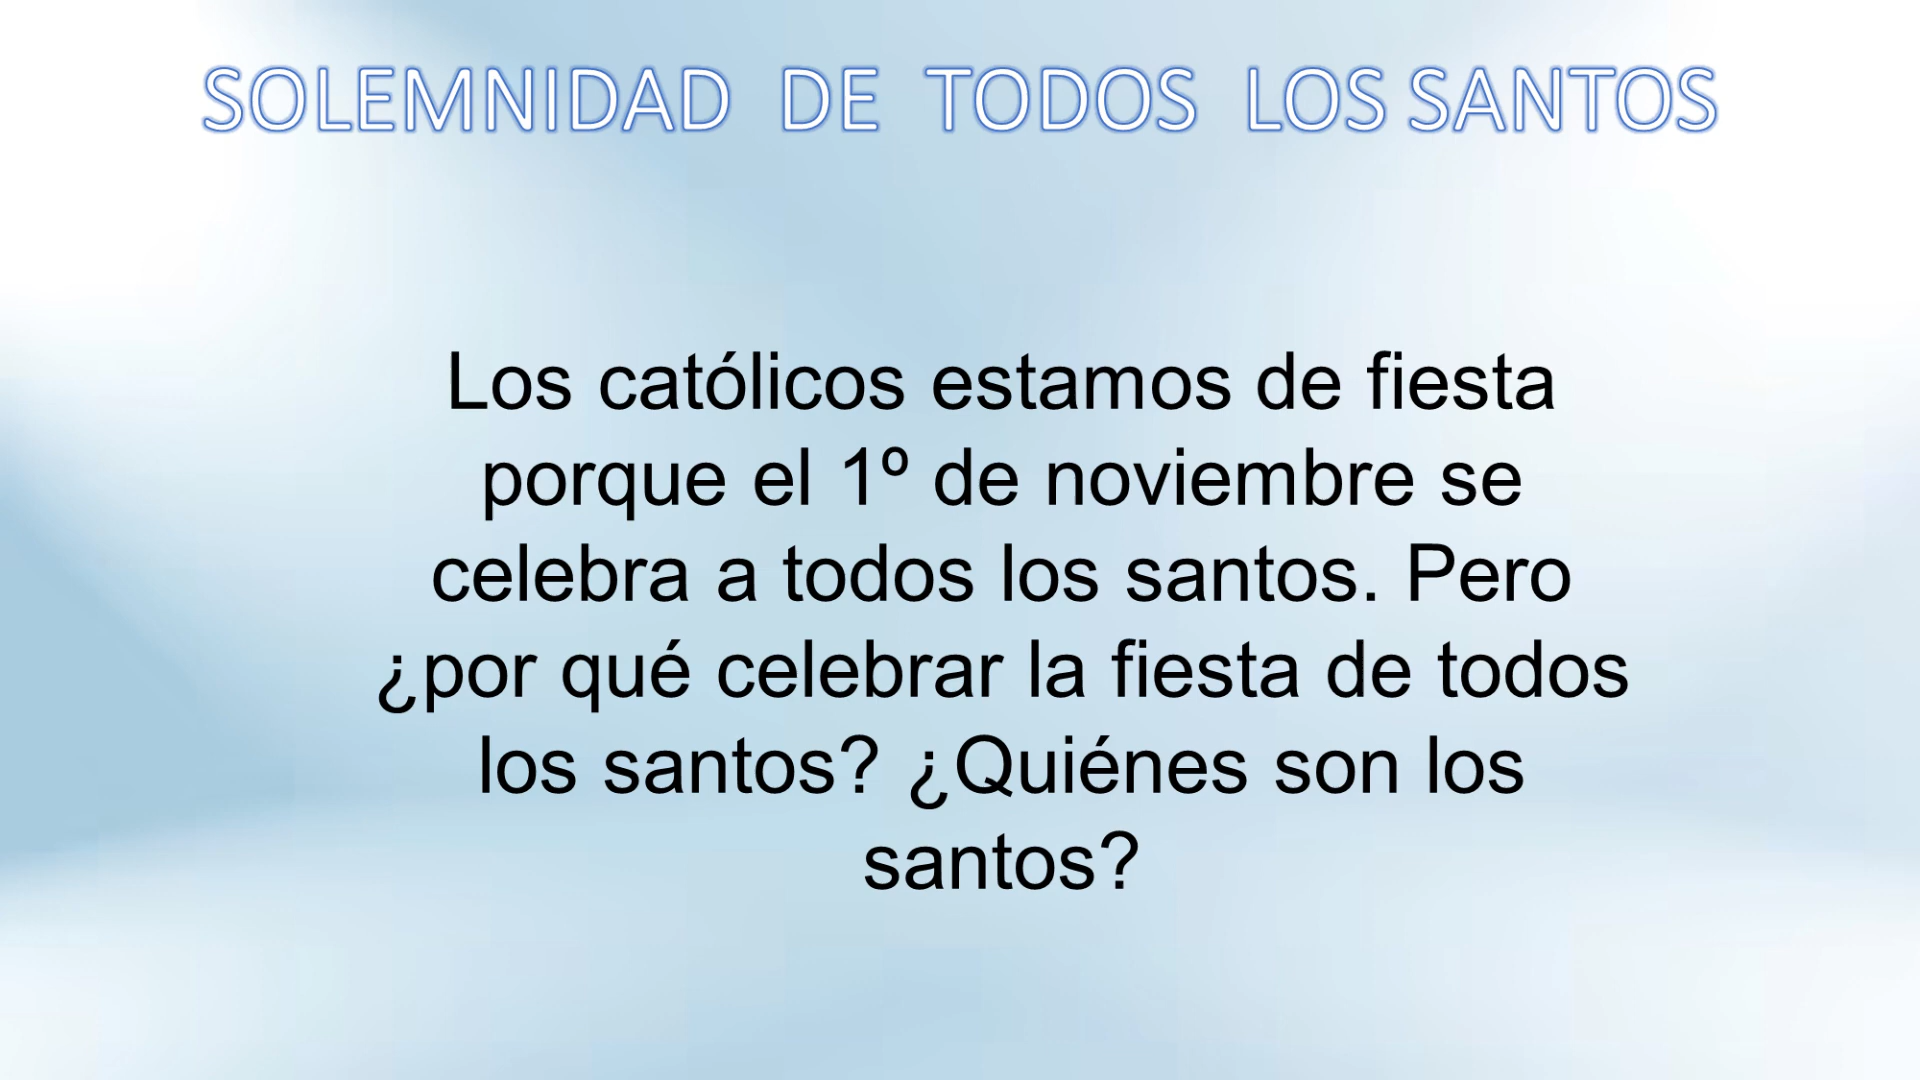 SOLEMNIDAD DE TODOS LOS SANTOS
Los católicos estamos de fiesta
porque el 1º de noviembre se
celebra a todos los santos. Pero
¿por qué celebrar la fiesta de todos
los santos? ¿Quiénes son los
santos?